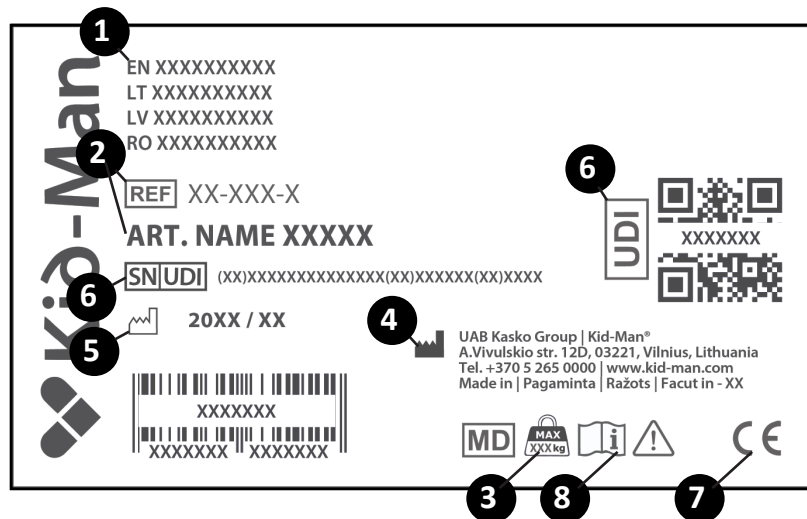 1
EN XXXXXXXXXX
LT XXXXXXXXXX
LV XXXXXXXXXX
RO XXXXXXXXXX
Kid-Man
2
REF XX-XXX-X
ART. NAME XXXXX
6
SN UDI (XX)XXXXXXXXXXXXXX(XX)XXXXXX(XX)XXXX
5
20XX / XX
XXXXXXX
XXXXXXX XXXXXXX
6
UDI
XXXXXXX
4
UAB Kasko Group | Kid-Man®
A.Vivulskio str. 12D, 03221, Vilnius, Lithuania
Tel. +370 5 265 0000 | www.kid-man.com
Made in | Pagaminta | Ražots | Facut in - XX
MD
MAX
XXX kg
i
!
CE
3
8
7